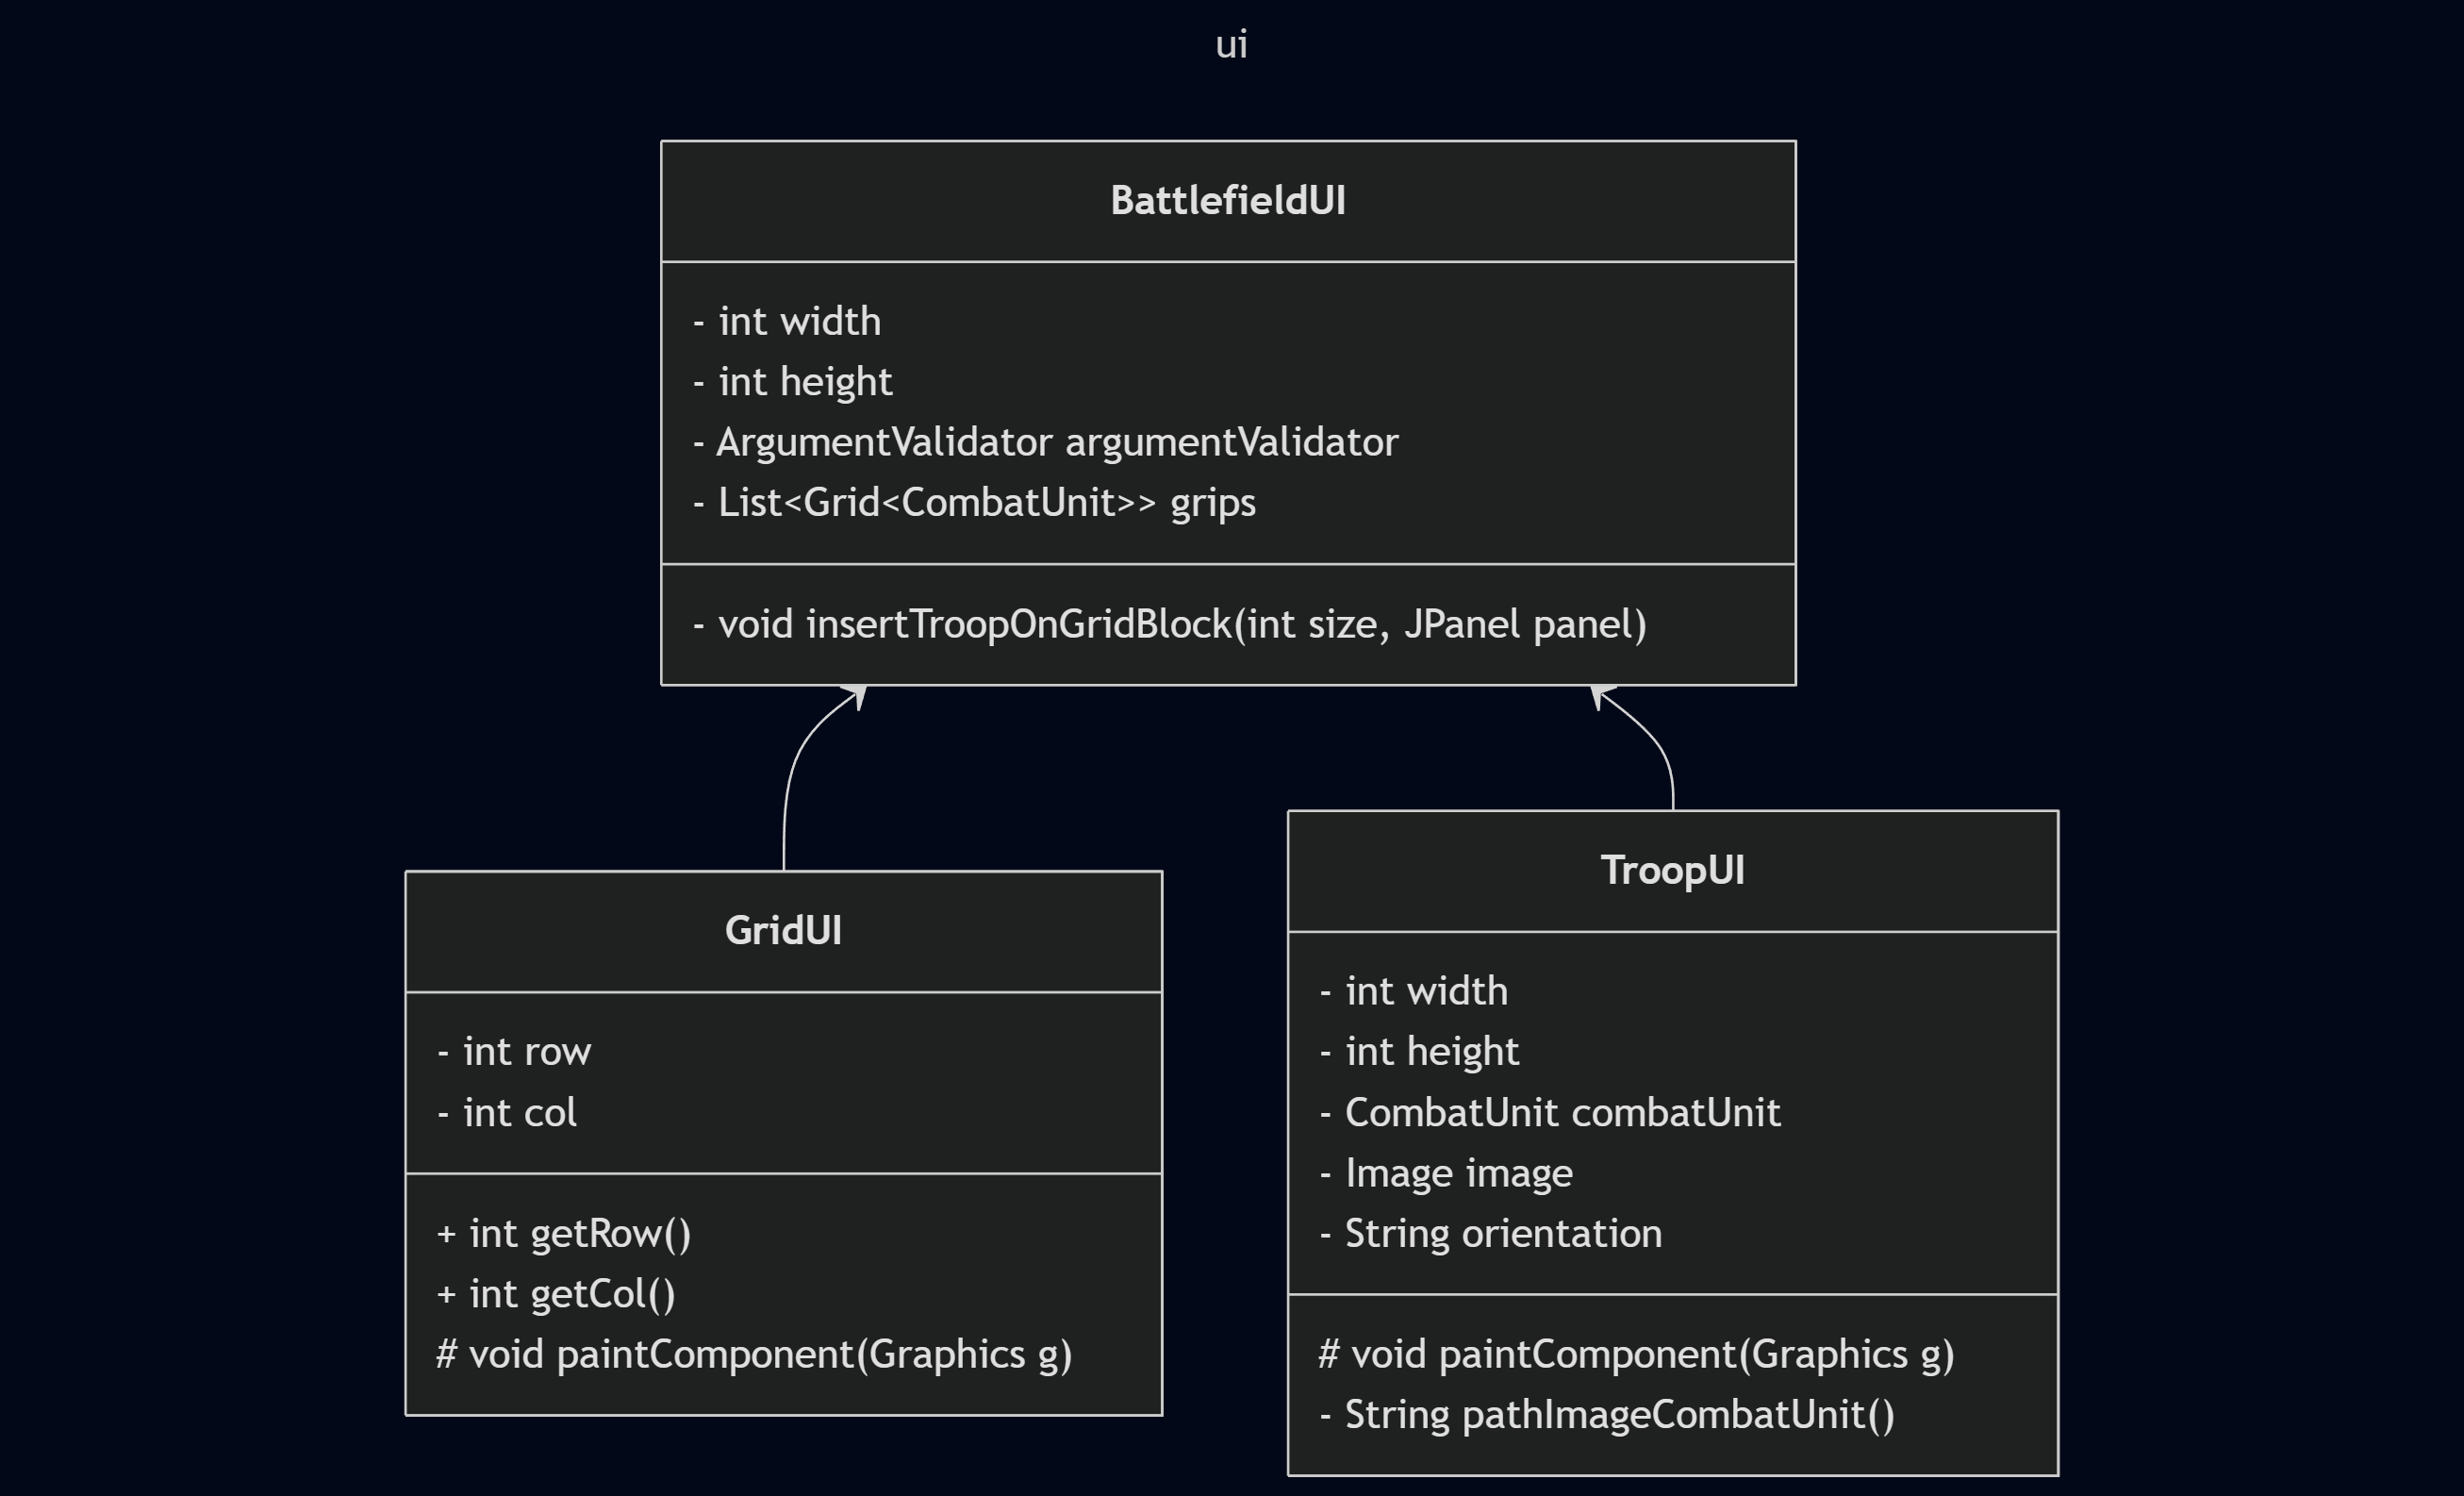 ui
BattlefieldUI
- int width
- int height
- ArgumentValidator argumentValidator
- List<Grid<CombatUnit>> grips
- void insertTroopOnGridBlock(int size, JPanel panel)
GridUI
- int row
- int col
+ int getRow()
+ int getCol()
# void paintComponent(Graphics g)
TroopUI
- int width
- int height
- CombatUnit combatUnit
- Image image
- String orientation
# void paintComponent(Graphics g)
- String pathImageCombatUnit()